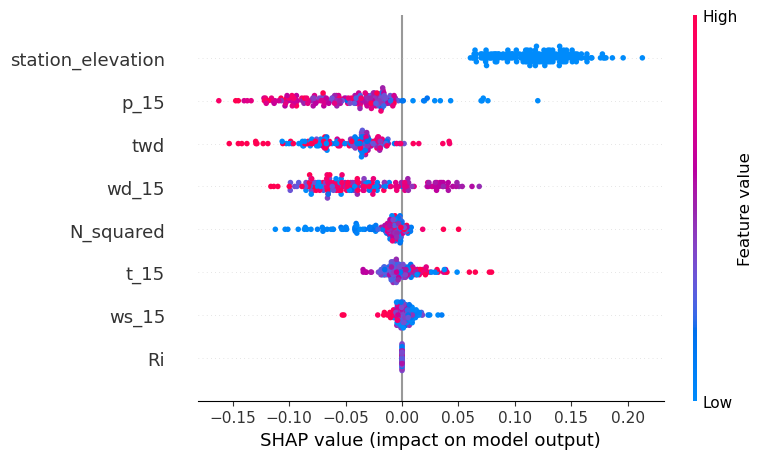 High
station_elevation
p_15
twd
wd_15
N_squared
t_15
ws_15
Ri
Feature value
Low
−0.15 −0.10 −0.05 0.00 0.05 0.10 0.15 0.20
SHAP value (impact on model output)